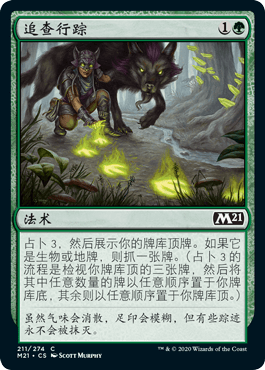 追查行踪 1
法术 M21
占卜3，然后展示你的牌库顶牌。如果它
是生物或地牌，则抓一张牌。（占卜3的
流程是检视你牌库顶的三张牌，然后将
其中任意数量的牌以任意顺序置于你牌
库底，其余则以任意顺序置于你牌库顶。）
虽然气味会消散，足印会模糊，但有些踪迹
永不会被抹灭。
211/274 C
M21 • CS SCOTT MURPHY
™ & © 2020 Wizards of the Coast